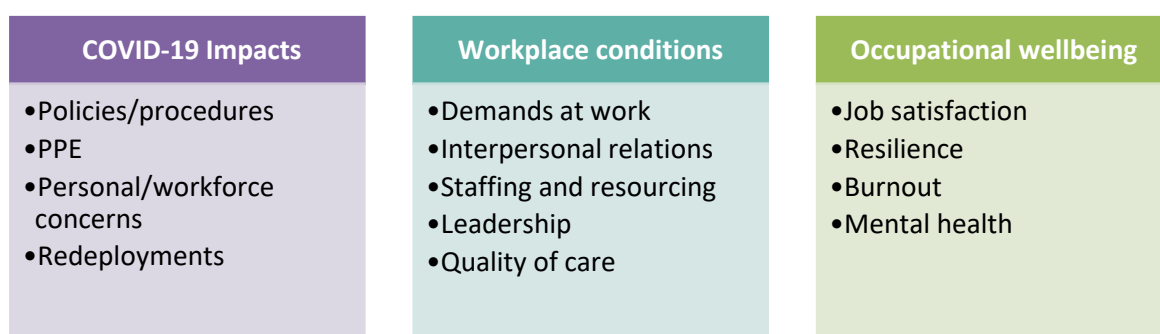 COVID-19 Impacts
•Policies/procedures
•PPE
•Personal/workforce
concerns
•Redeployments
Workplace conditions
•Demands at work
•Interpersonal relations
•Staffing and resourcing
•Leadership
•Quality of care
Occupational wellbeing
•Job satisfaction
•Resilience
•Burnout
•Mental health